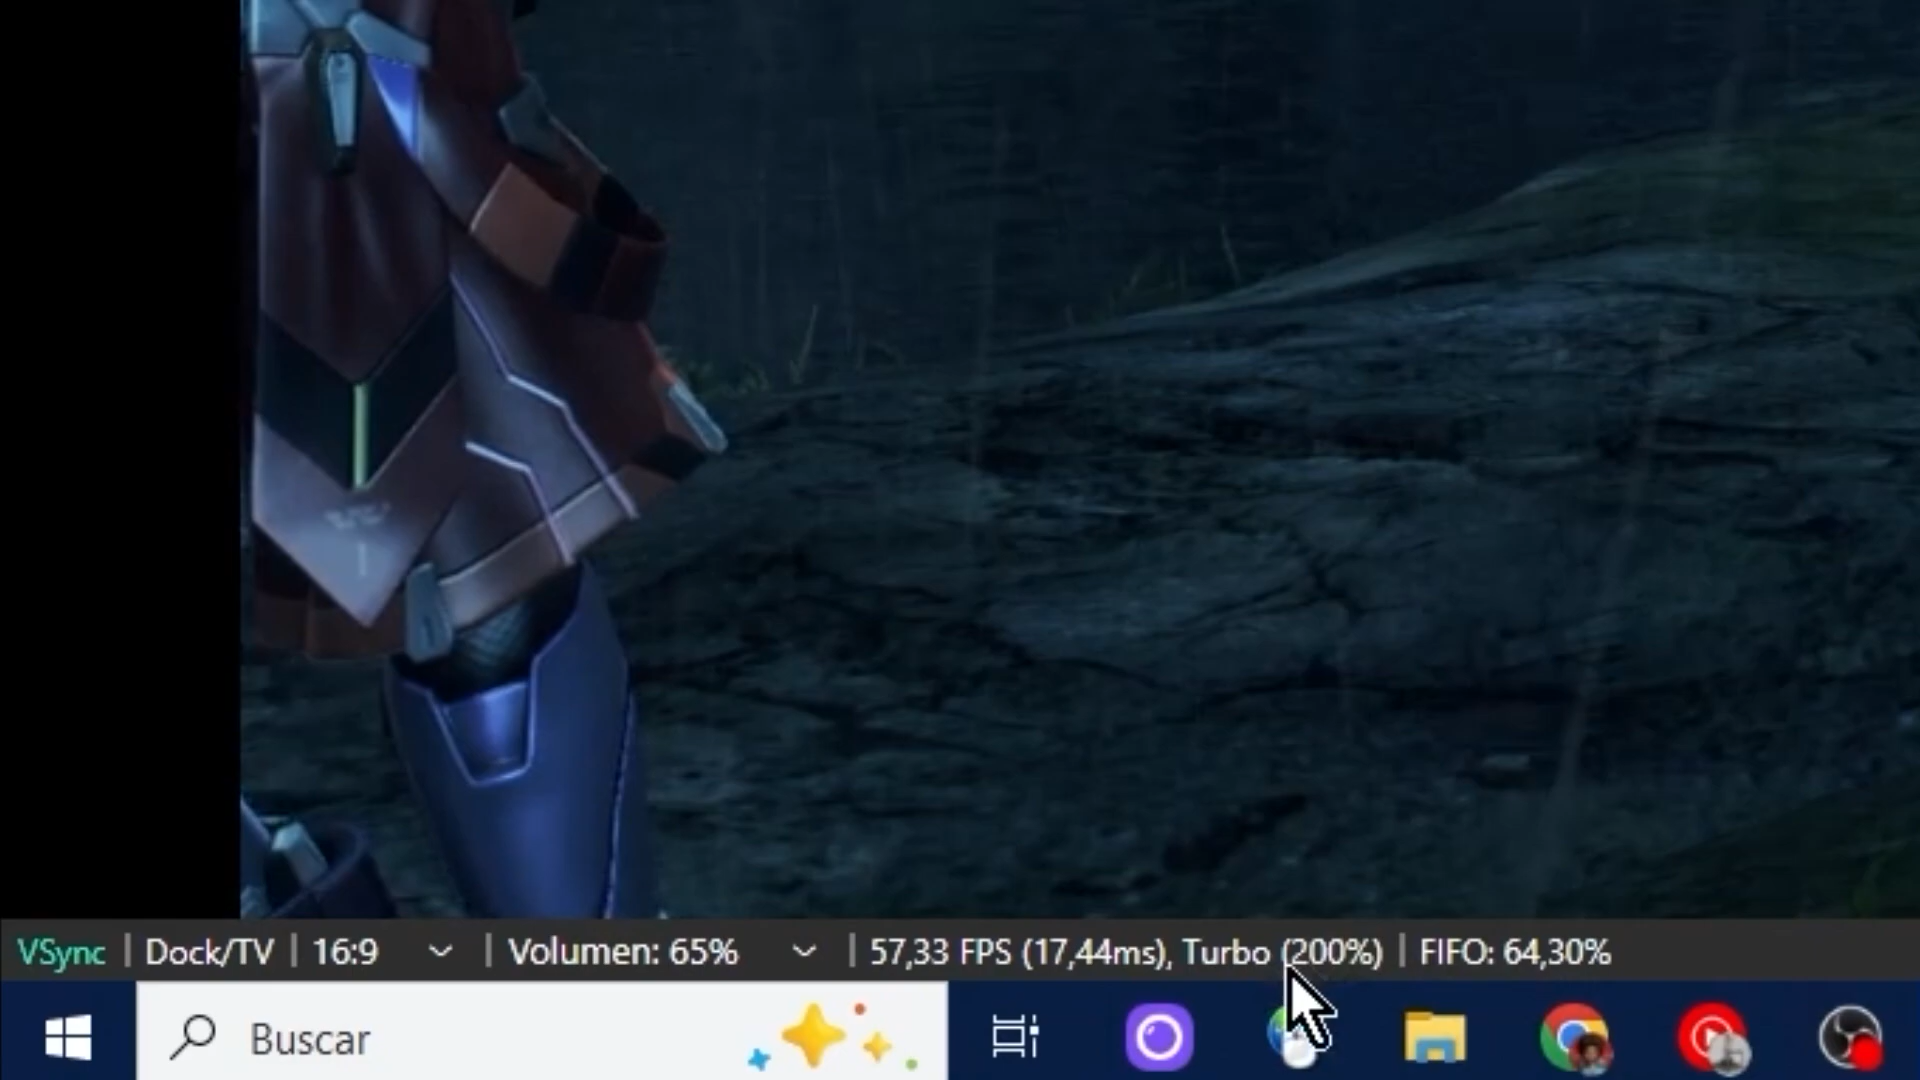 VSync | Dock/TV | 16:9 | Volumen: 65% | 57,33 FPS (17,44ms), Turbo (200%) | FIFO: 64,30%
Buscar